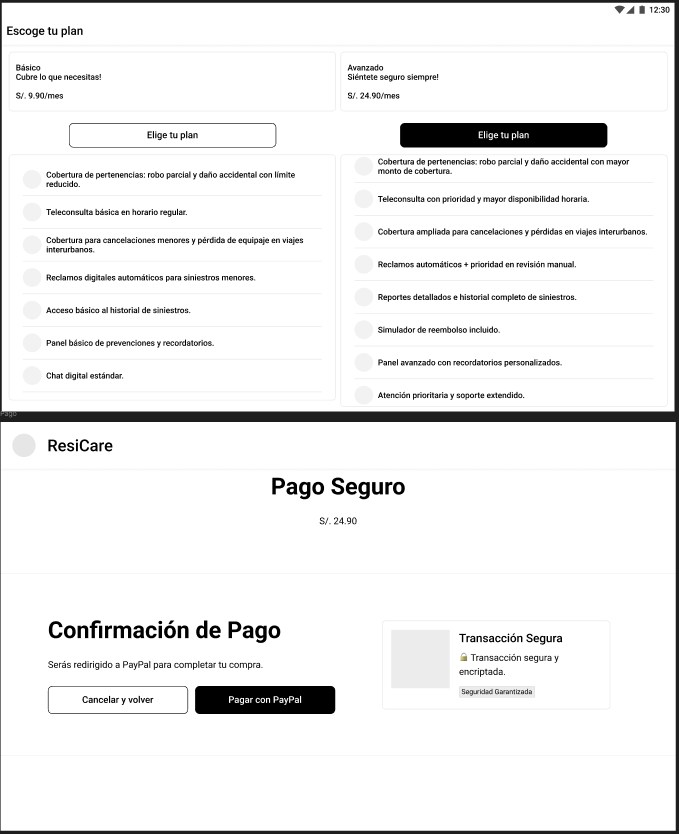 12:30
Escoge tu plan
Básico
Cubre lo que necesitas!
S/. 9.90/mes
Elige tu plan
Cobertura de pertenencias: robo parcial y daño accidental con límite
reducido.
Teleconsulta básica en horario regular.
Cobertura para cancelaciones menores y pérdida de equipaje en viajes
interurbanos.
Reclamos digitales automáticos para siniestros menores.
Acceso básico al historial de siniestros.
Panel básico de prevenciones y recordatorios.
Chat digital estándar.
Avanzado
Siéntete seguro siempre!
S/. 24.90/mes
Elige tu plan
Cobertura de pertenencias: robo parcial y daño accidental con mayor
monto de cobertura.
Teleconsulta con prioridad y mayor disponibilidad horaria.
Cobertura ampliada para cancelaciones y pérdidas en viajes interurbanos.
Reclamos automáticos + prioridad en revisión manual.
Reportes detallados e historial completo de siniestros.
Simulador de reembolso incluido.
Panel avanzado con recordatorios personalizados.
Atención prioritaria y soporte extendido.
Pago
ResiCare
Pago Seguro
S/. 24.90
Confirmación de Pago
Serás redirigido a PayPal para completar tu compra.
Cancelar y volver
Pagar con PayPal
Transacción Segura
🔒 Transacción segura y
encriptada.
Seguridad Garantizada